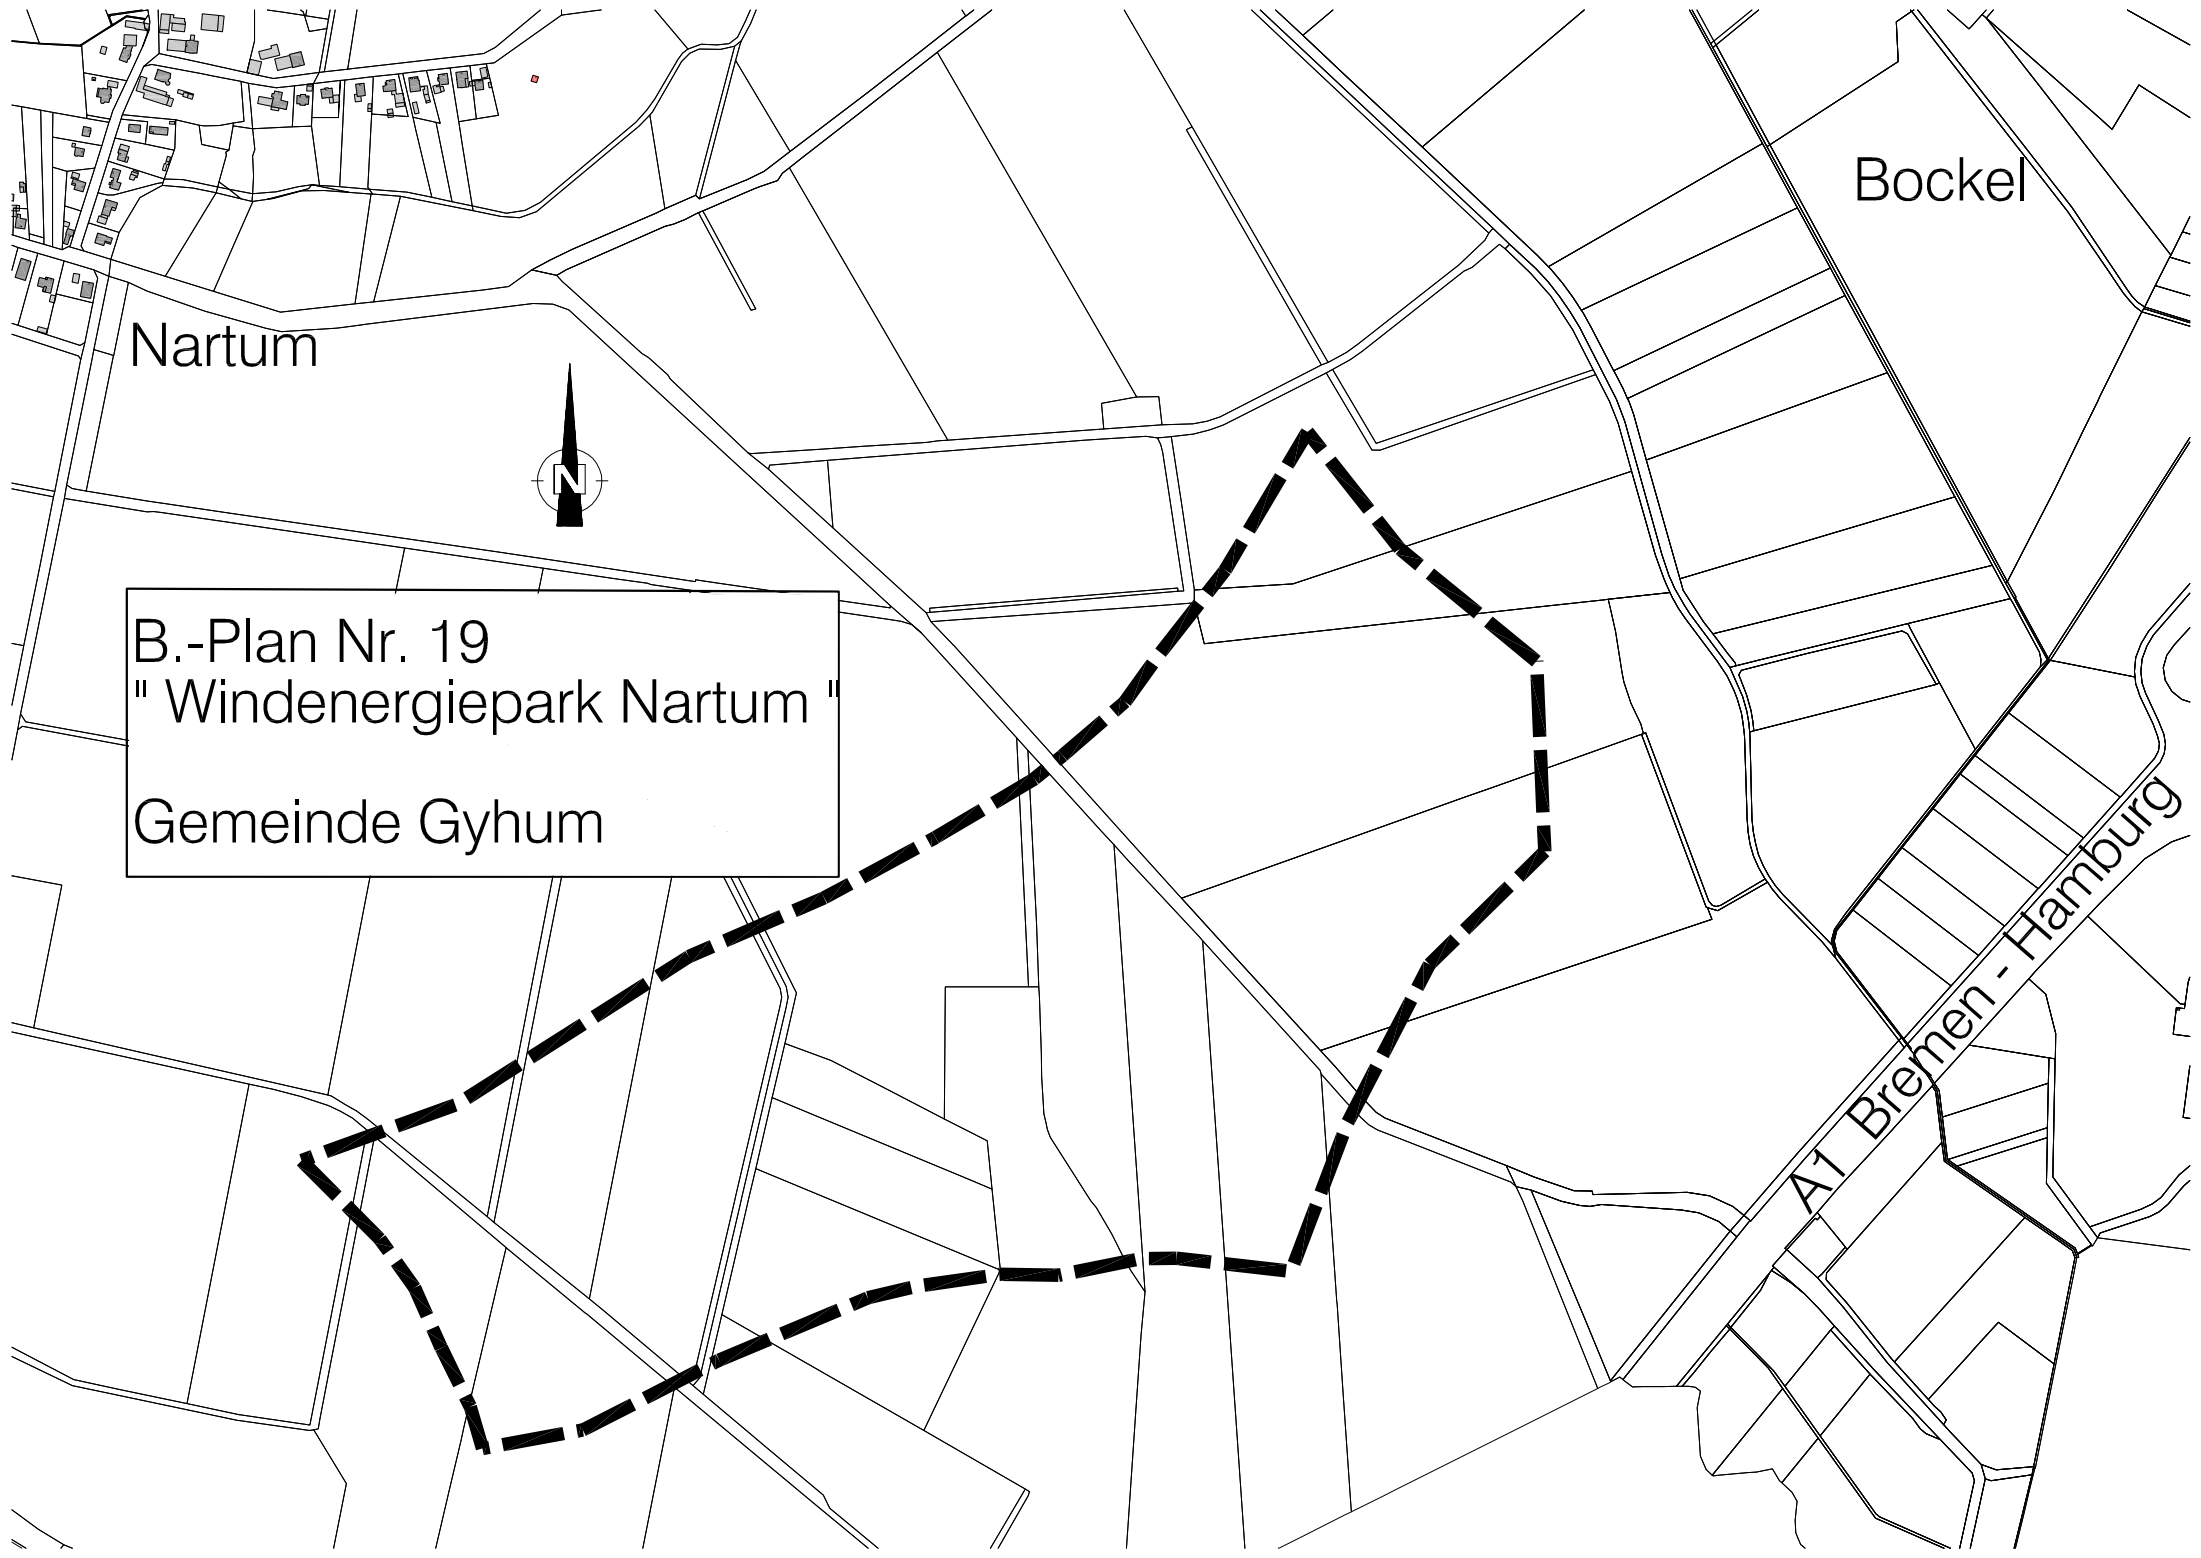 Bockel
Nartum
N
B.-Plan Nr. 19
" Windenergiepark Nartum "
Gemeinde Gyhum
A1 Bremen - Hamburg